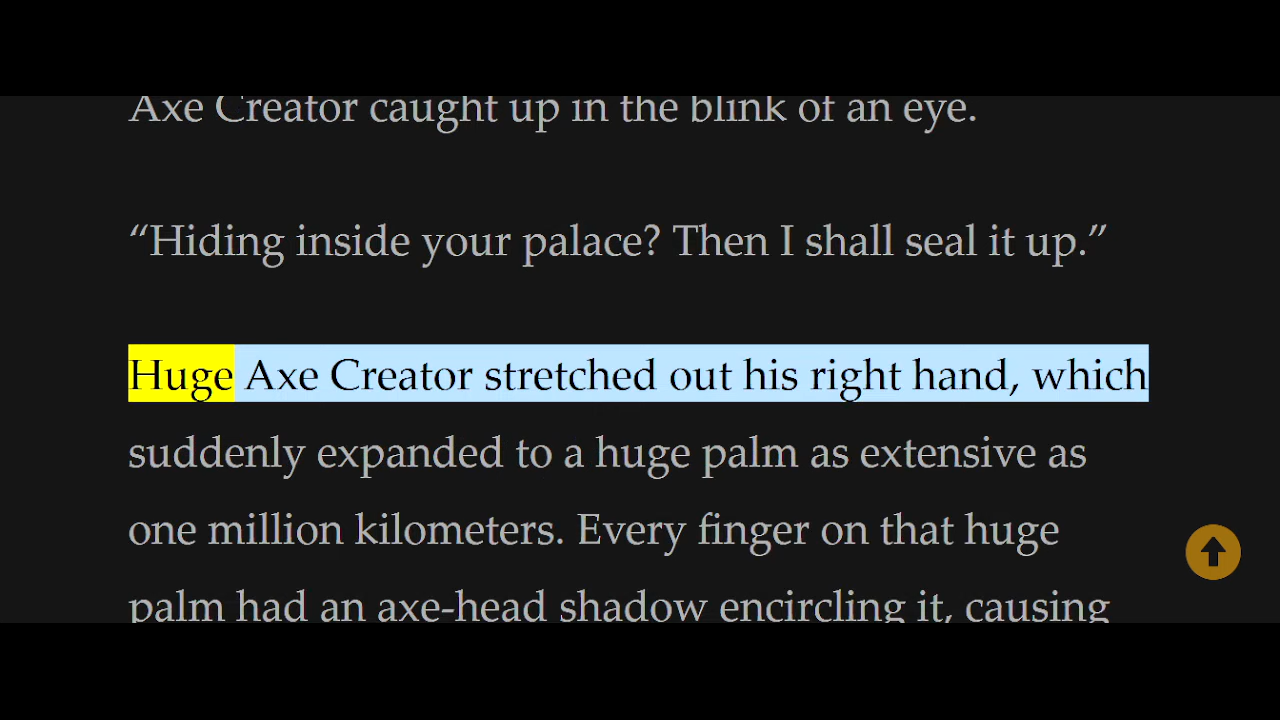 Axe Creator caught up in the blink of an eye.
“Hiding inside your palace? Then I shall seal it up.”
Huge Axe Creator stretched out his right hand, which
suddenly expanded to a huge palm as extensive as
one million kilometers. Every finger on that huge
palm had an axe-head shadow encircling it, causing